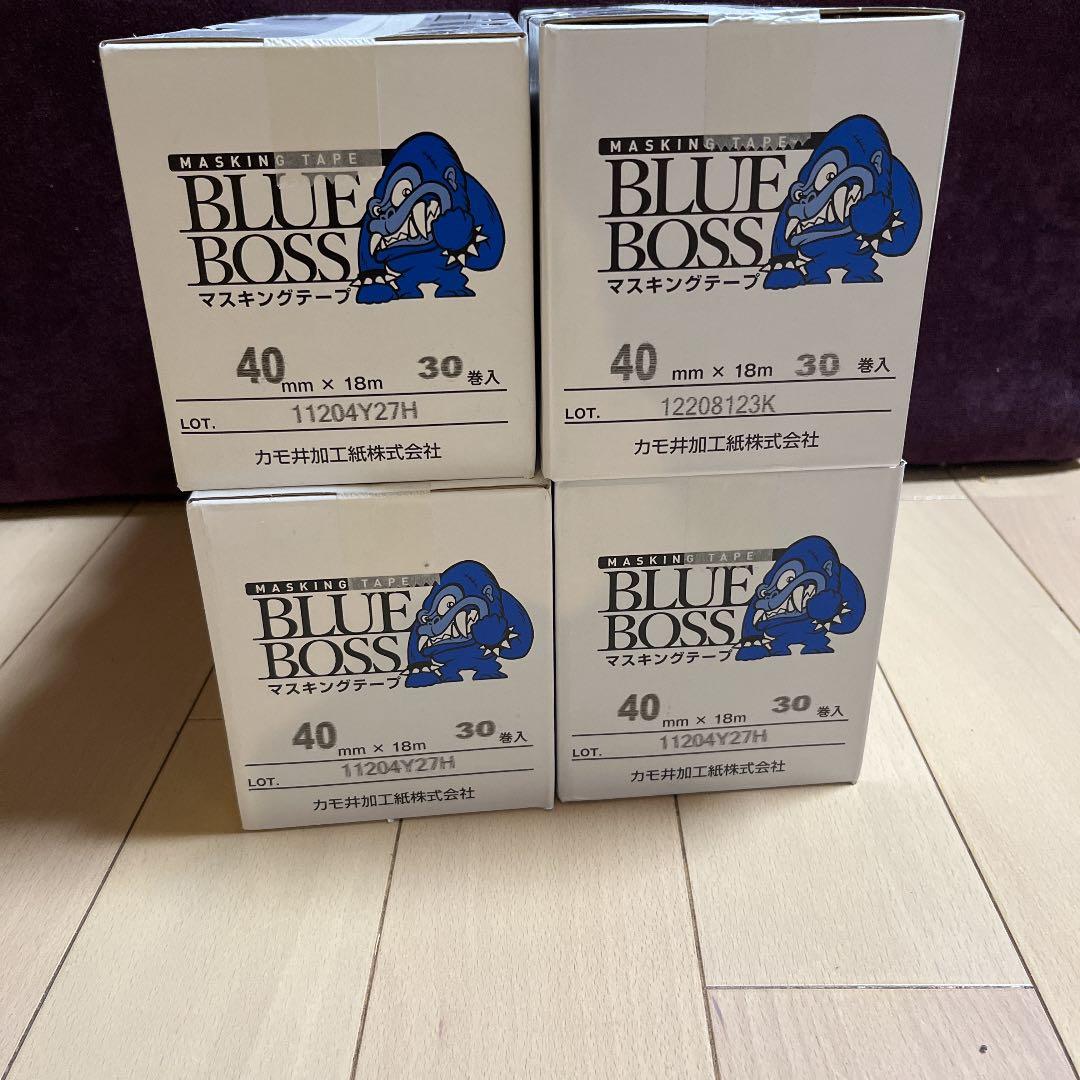 MASKING TAPE
BLUE
BOSS
マスキングテープ
40 mm × 18m 30 巻入
LOT. 11204Y27H
カモ井加工紙株式会社
MASKING TAPE
BLUE
BOSS
マスキングテープ
40 mm × 18m 30 巻入
LOT. 12208123K
カモ井加工紙株式会社
MASKING TAPE
BLUE
BOSS
マスキングテープ
40 mm × 18m 30 巻入
LOT. 11204Y27H
カモ井加工紙株式会社
MASKING TAPE
BLUE
BOSS
マスキングテープ
40 mm × 18m 30 巻入
LOT. 11204Y27H
カモ井加工紙株式会社